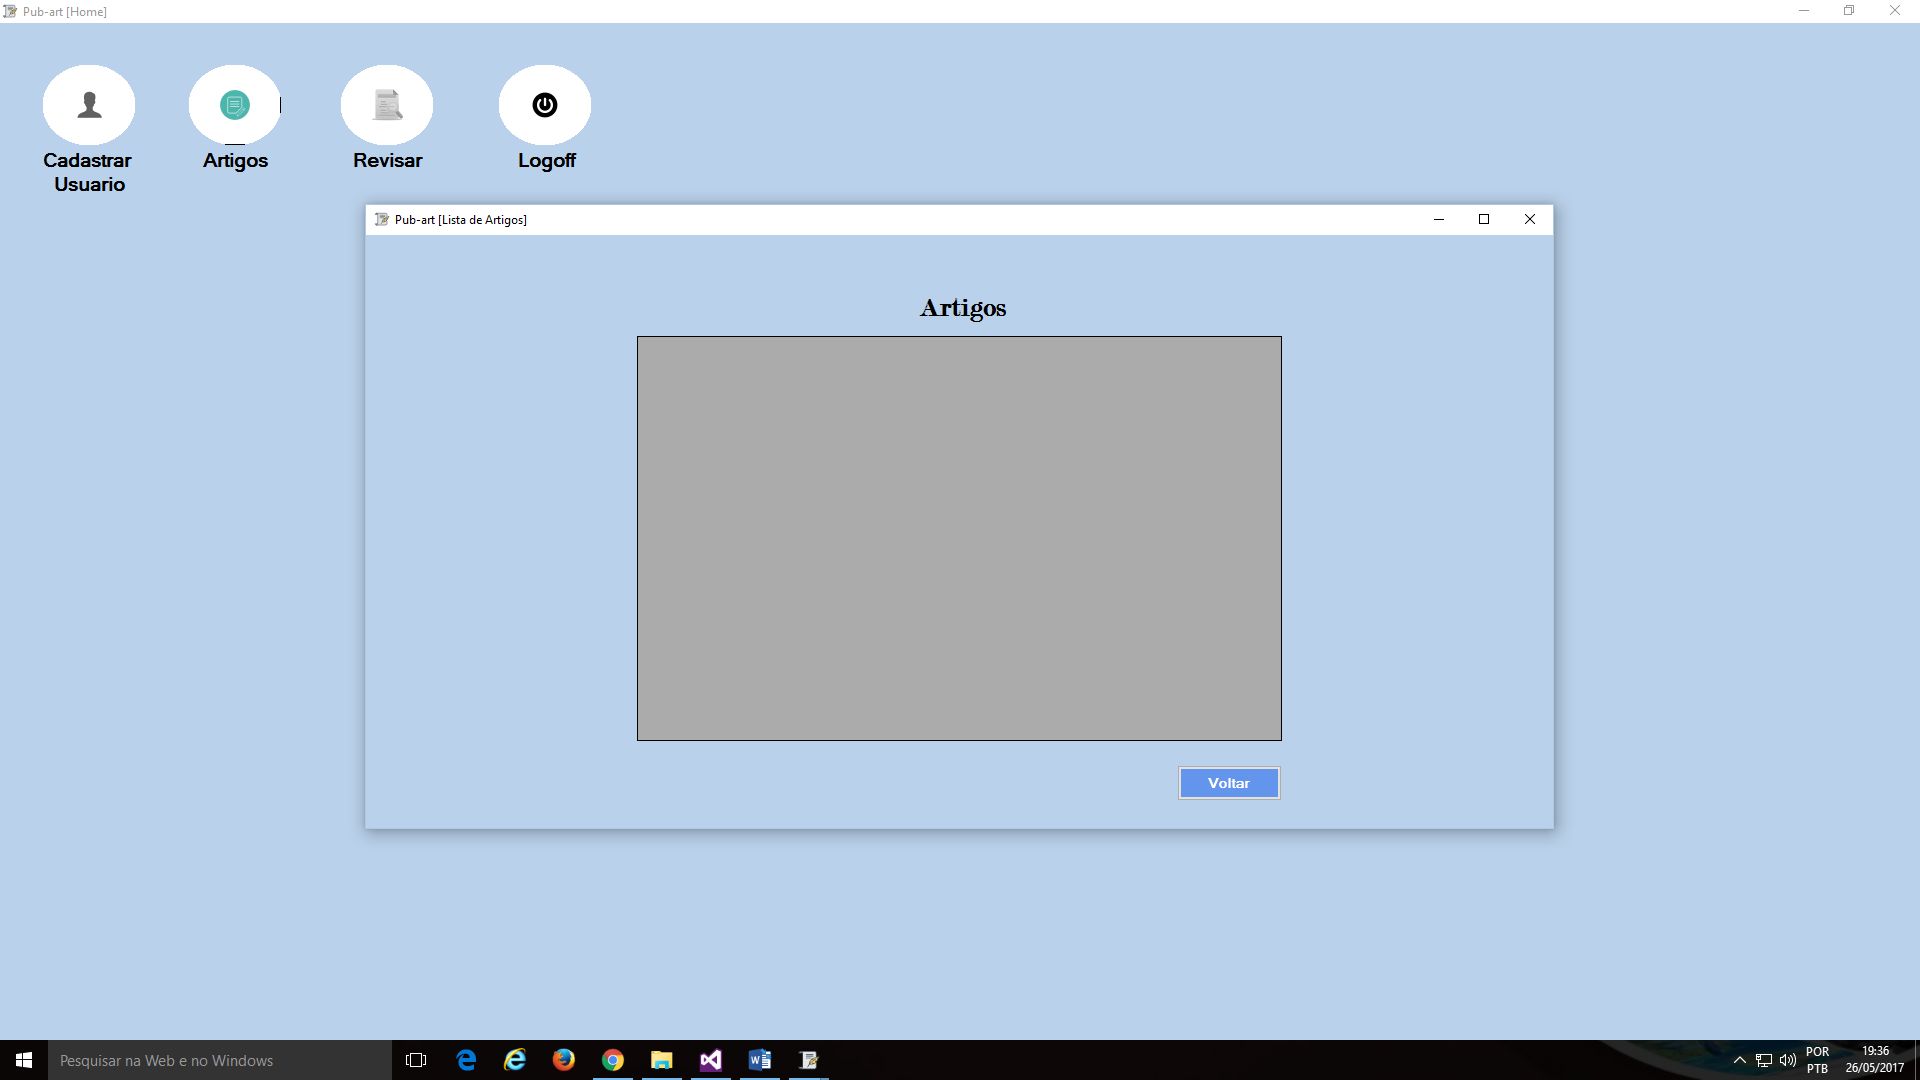 Pub-art [Home]
Cadastrar
Usuario
Artigos
Revisar
Logoff
Pub-art [Lista de Artigos]
Artigos
Voltar
Pesquisar na Web e no Windows
POR
PTB
19:36
26/05/2017